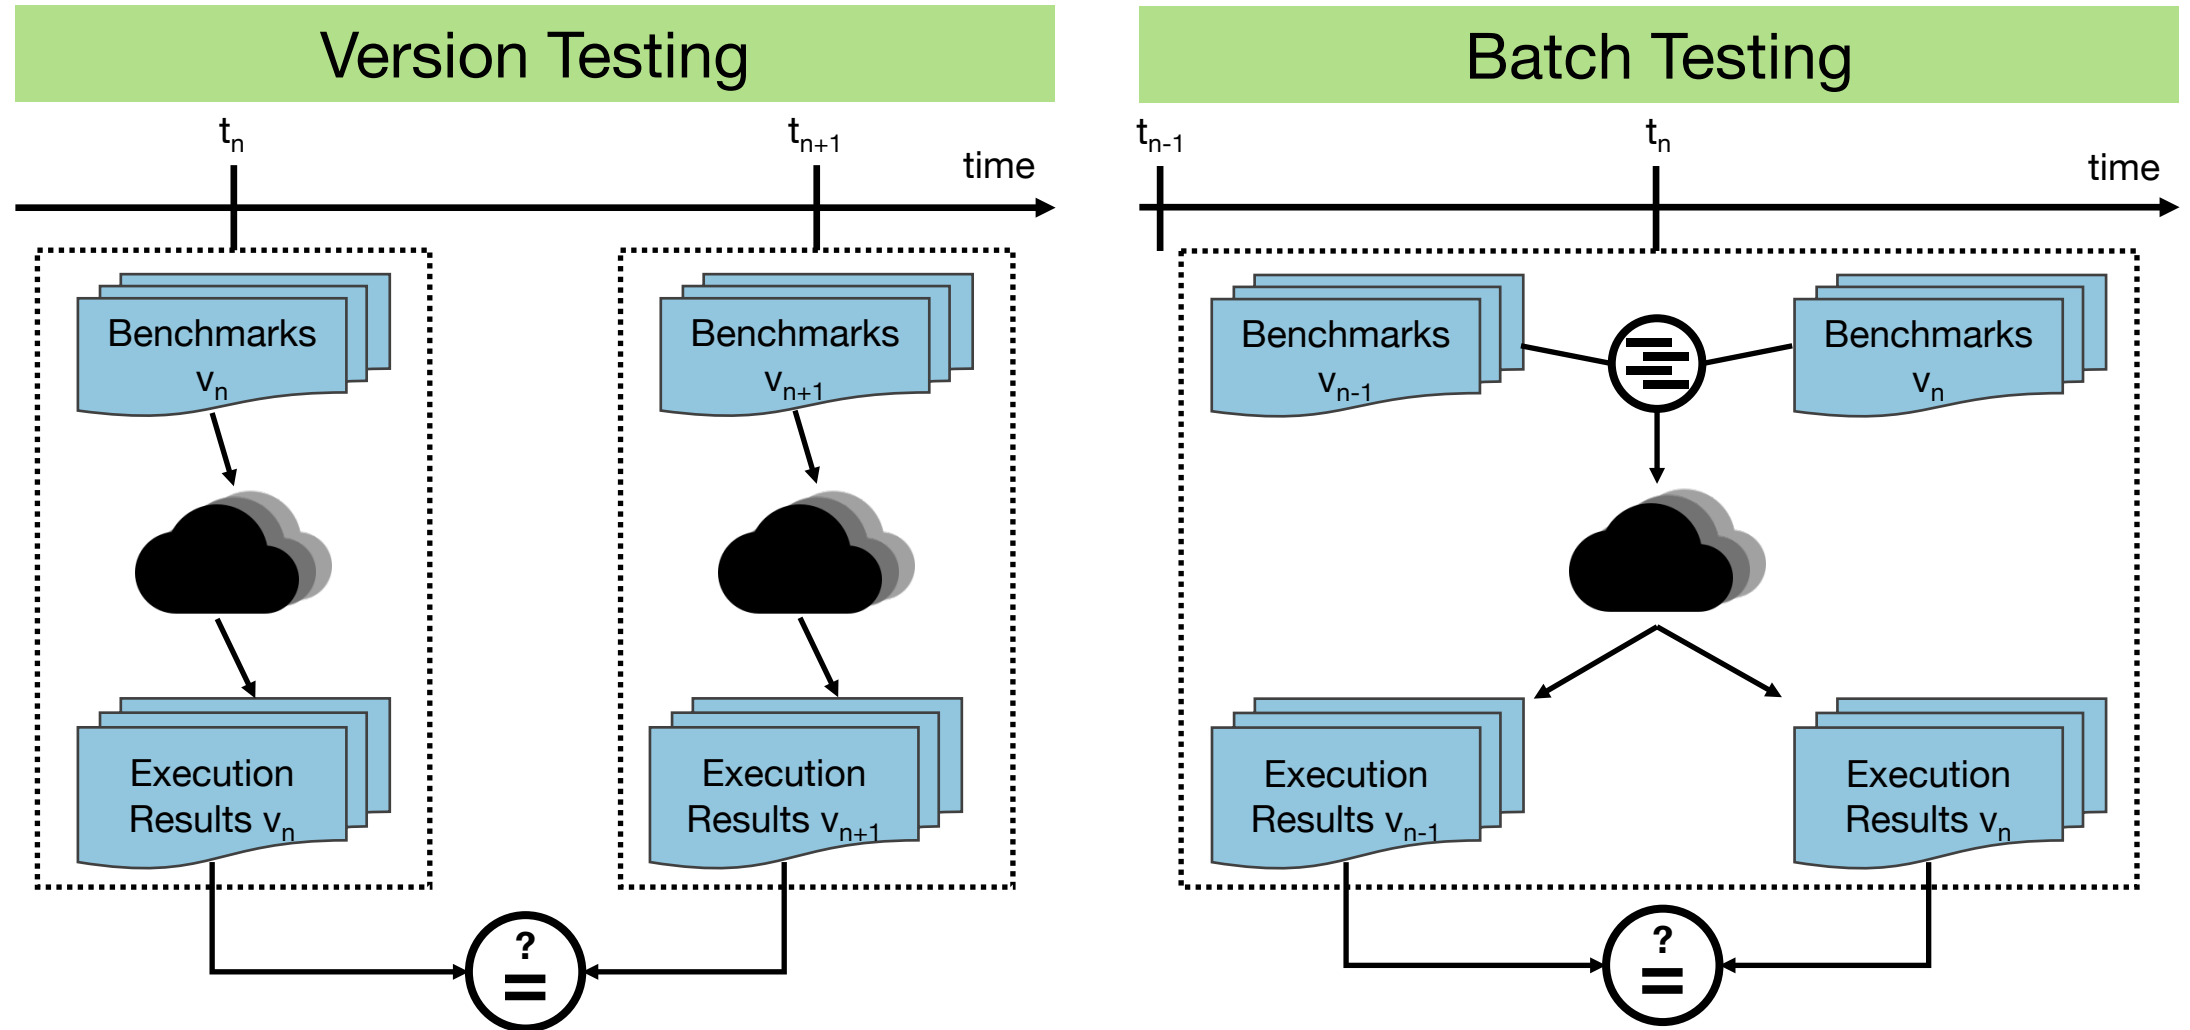 Version Testing
tₙ
tₙ₊₁
time
Benchmarks
vₙ
Benchmarks
vₙ₊₁
Execution
Results vₙ
Execution
Results vₙ₊₁
?
=
Batch Testing
tₙ₋₁
tₙ
time
Benchmarks
vₙ₋₁
Benchmarks
vₙ
Execution
Results vₙ₋₁
Execution
Results vₙ
?
=